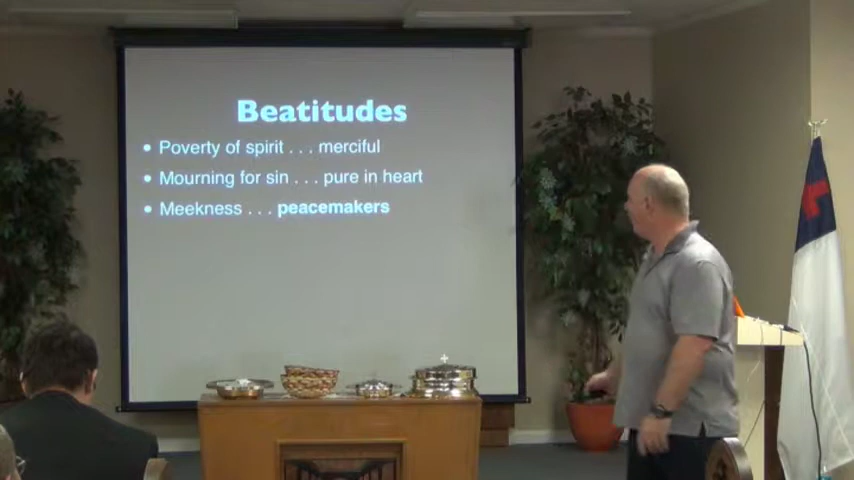 Beatitudes
• Poverty of spirit . . . merciful
• Mourning for sin . . . pure in heart
• Meekness . . . peacemakers